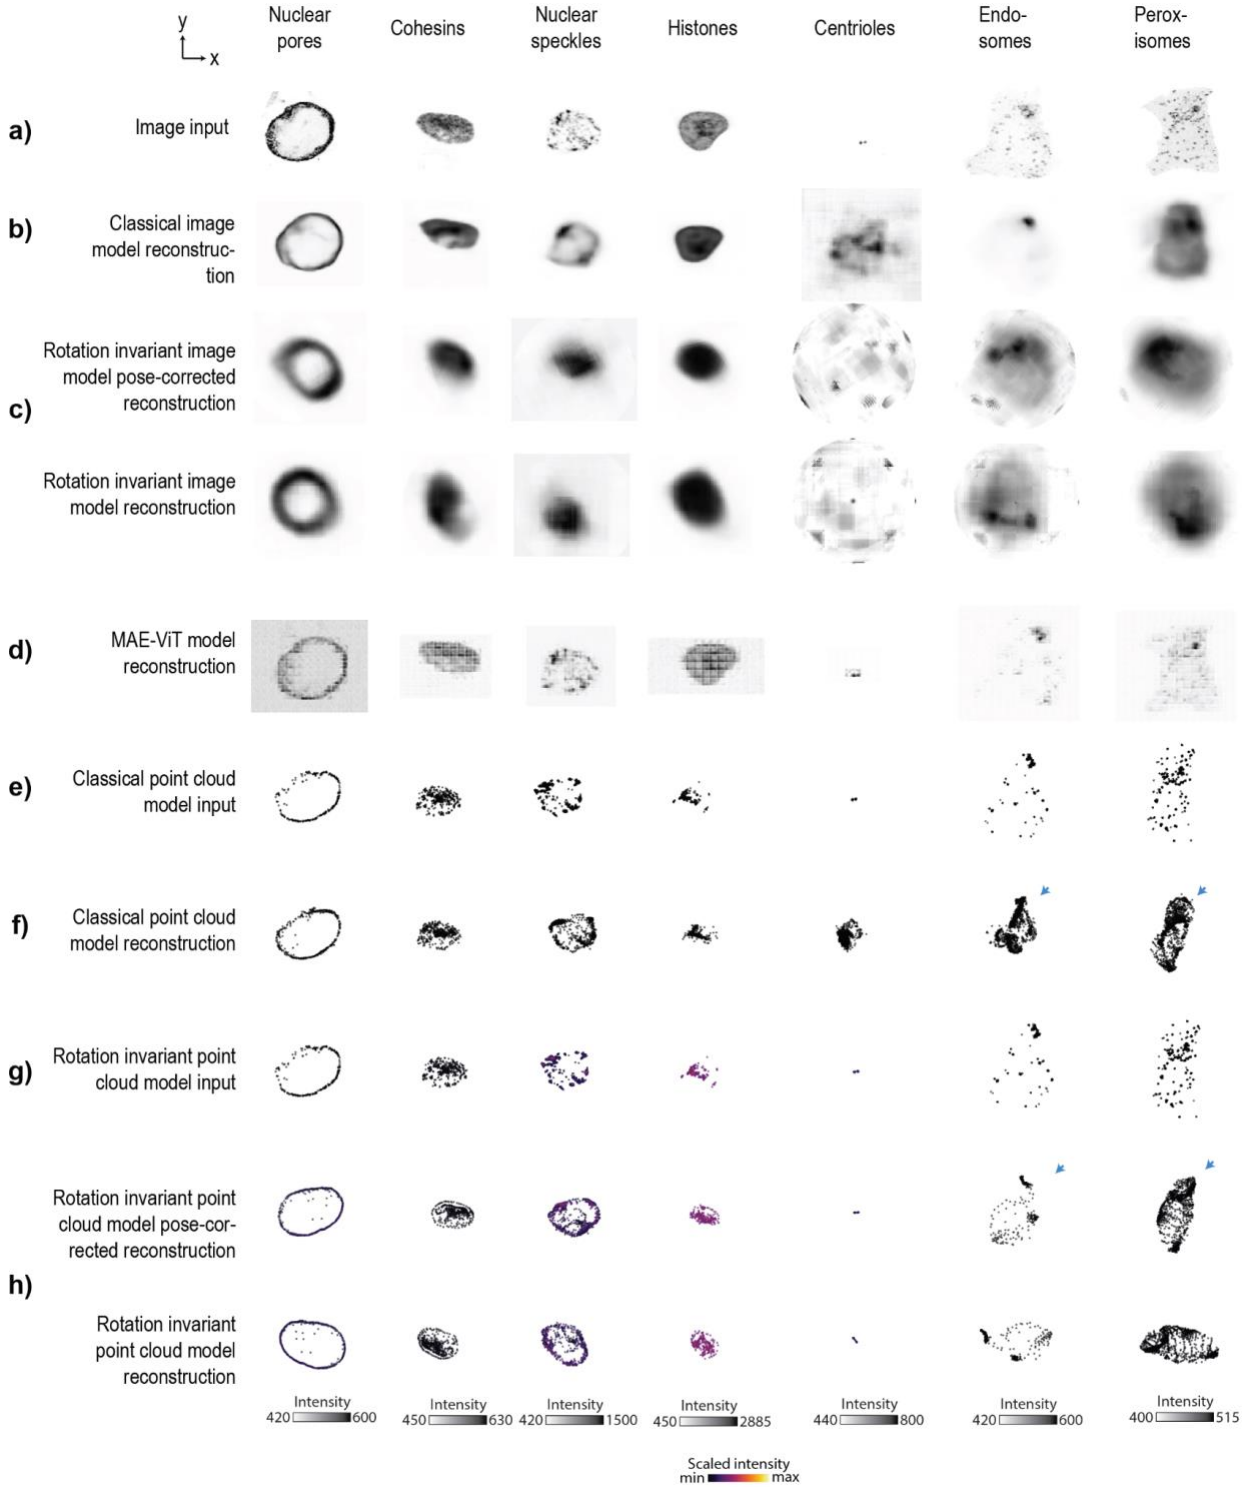 y
x
Nuclear
pores
Cohesins
Nuclear
speckles
Histones
Centrioles
Endo-
somes
Perox-
isomes
a)
Image input
b)
Classical image
model reconstruc-
tion
Rotation invariant image
model pose-corrected
reconstruction
c)
Rotation invariant image
model reconstruction
d)
MAE-ViT model
reconstruction
e)
Classical point cloud
model input
f)
Classical point cloud
model reconstruction
g)
Rotation invariant point
cloud model input
Rotation invariant point
cloud model pose-cor-
rected reconstruction
h)
Rotation invariant
point cloud model
reconstruction
Intensity
420 600
Intensity
450 630
Intensity
420 1500
Intensity
450 2885
Intensity
440 800
Intensity
420 600
Intensity
400 515
Scaled intensity
min max